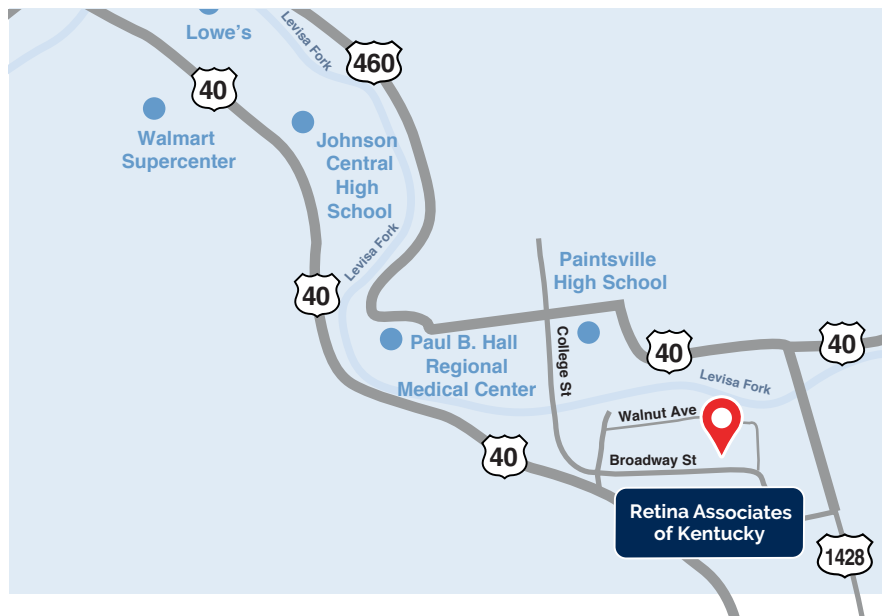 Lowe's
Levisa Fork
460
40
Walmart
Supercenter
Johnson
Central
High
School
Levisa Fork
40
Paintsville
High School
College St
Paul B. Hall
Regional
Medical Center
40
40
Levisa Fork
Walnut Ave
Broadway St
40
Retina Associates
of Kentucky
1428